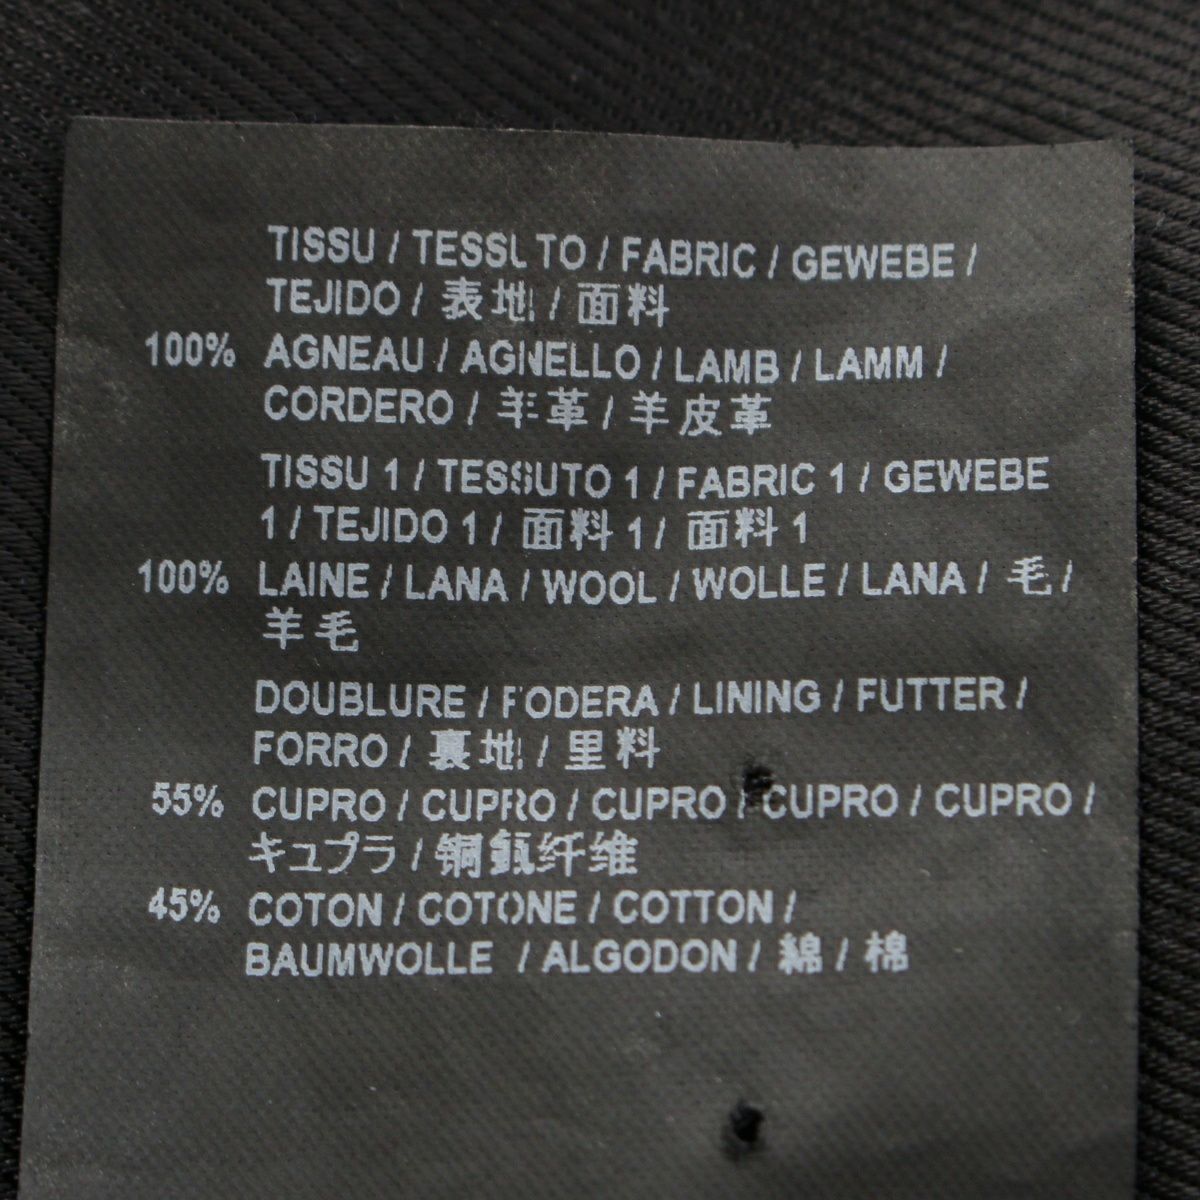 TISSU / TESSUTO / FABRIC / GEWEBE /
TEJIDO / 表地 / 面料
100% AGNEAU / AGNELLO / LAMB / LAMM /
CORDERO / 羊革 / 羊皮革
TISSU 1 / TESSUTO 1 / FABRIC 1 / GEWEBE
1 / TEJIDO 1 / 面料 1 / 面料 1
100% LAINE / LANA / WOOL / WOLLE / LANA / 毛 /
羊毛
DOUBLURE / FODERA / LINING / FUTTER /
FORRO / 裏地 / 里料
55% CUPRO / CUPRO / CUPRO / CUPRO / CUPRO /
キュプラ / 铜氨纤维
45% COTON / COTONE / COTTON /
BAUMWOLLE / ALGODON / 綿 / 棉